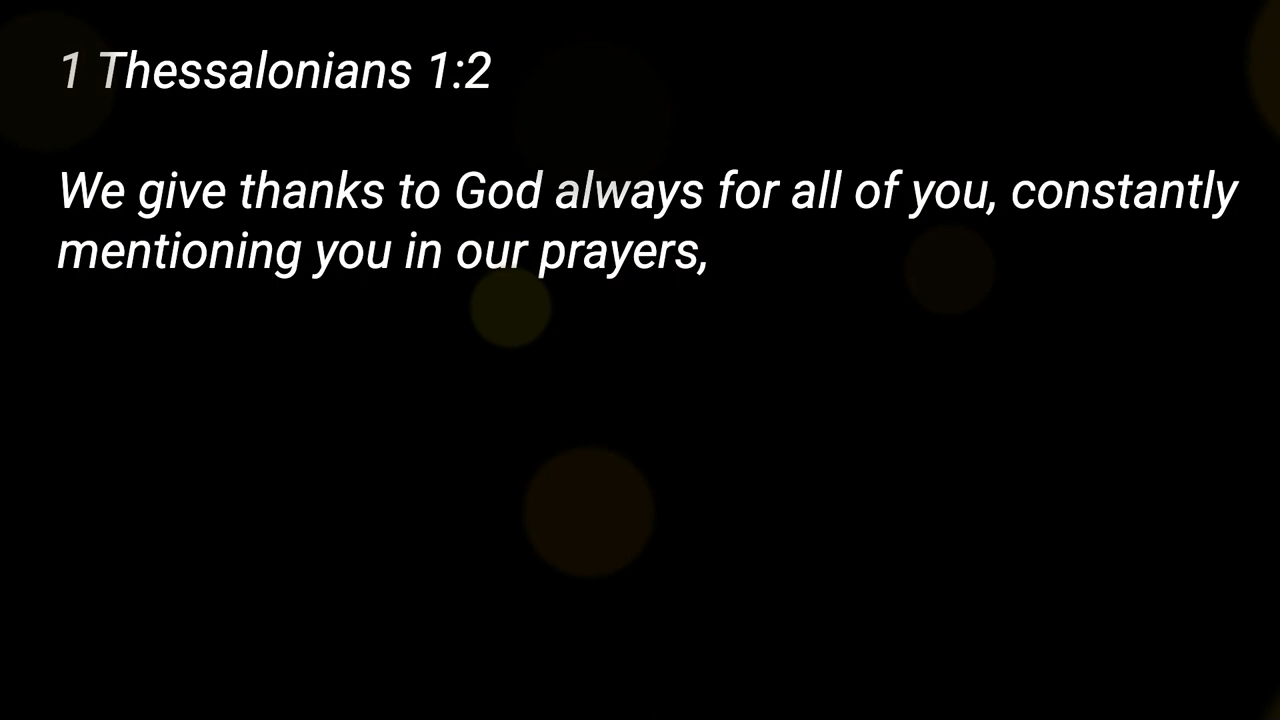 1 Thessalonians 1:2
We give thanks to God always for all of you, constantly
mentioning you in our prayers,